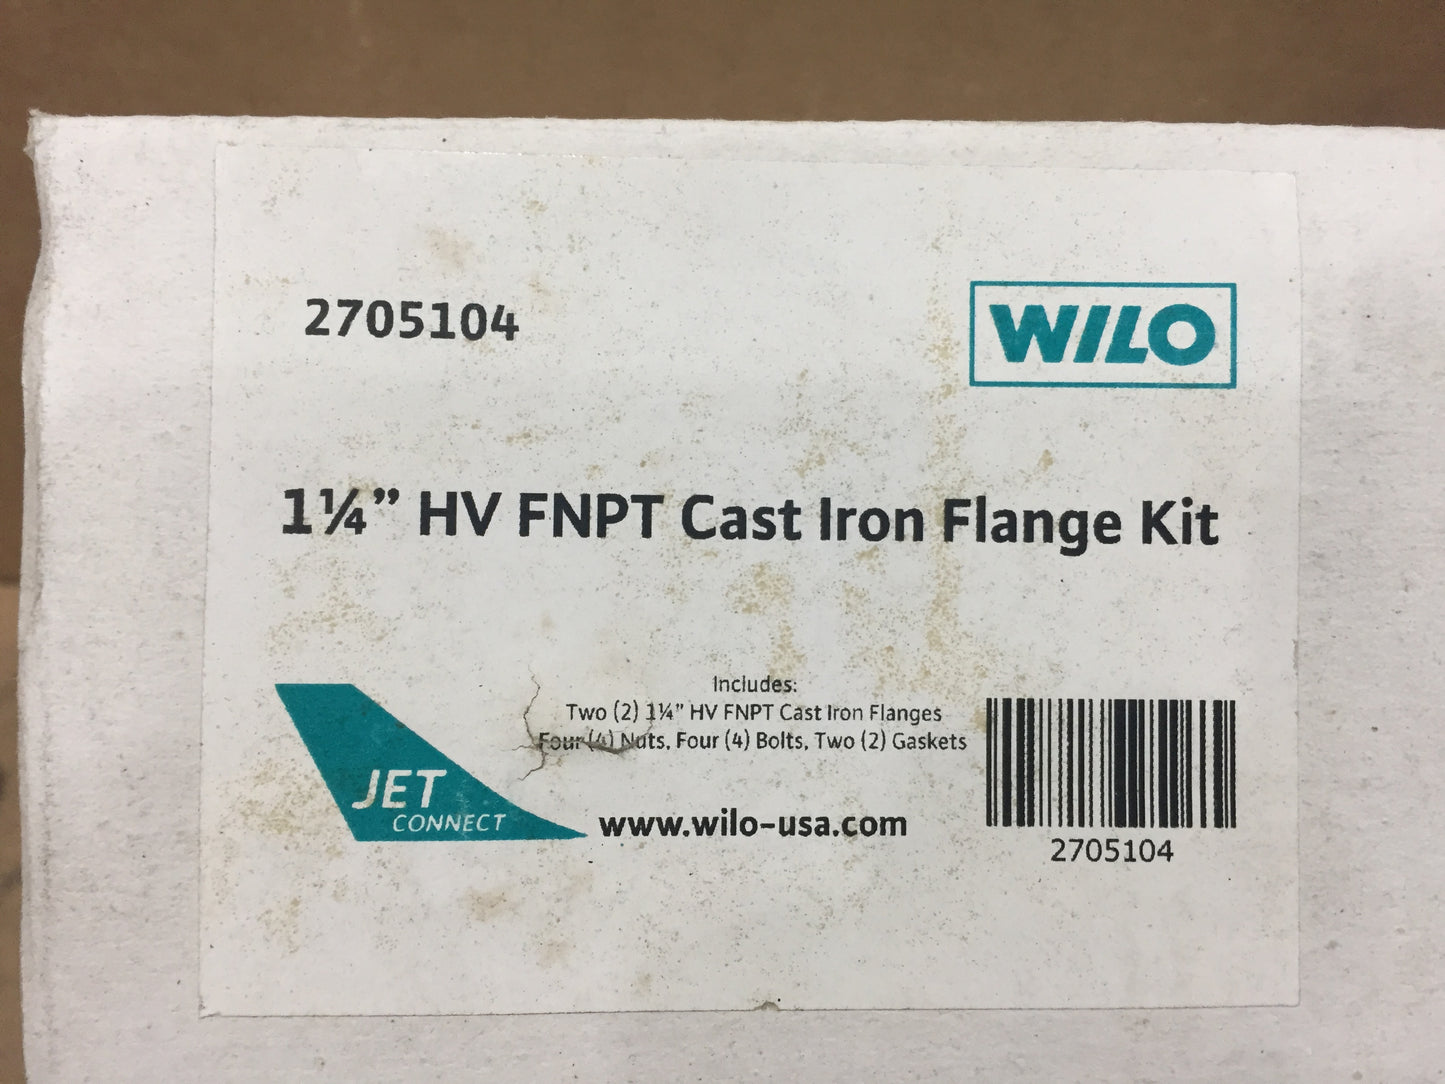 2705104
WILO
1¼” HV FNPT Cast Iron Flange Kit
Includes:
Two (2) 1¼” HV FNPT Cast Iron Flanges
Four (4) Nuts, Four (4) Bolts, Two (2) Gaskets
JET
CONNECT
www.wilo-usa.com
2705104